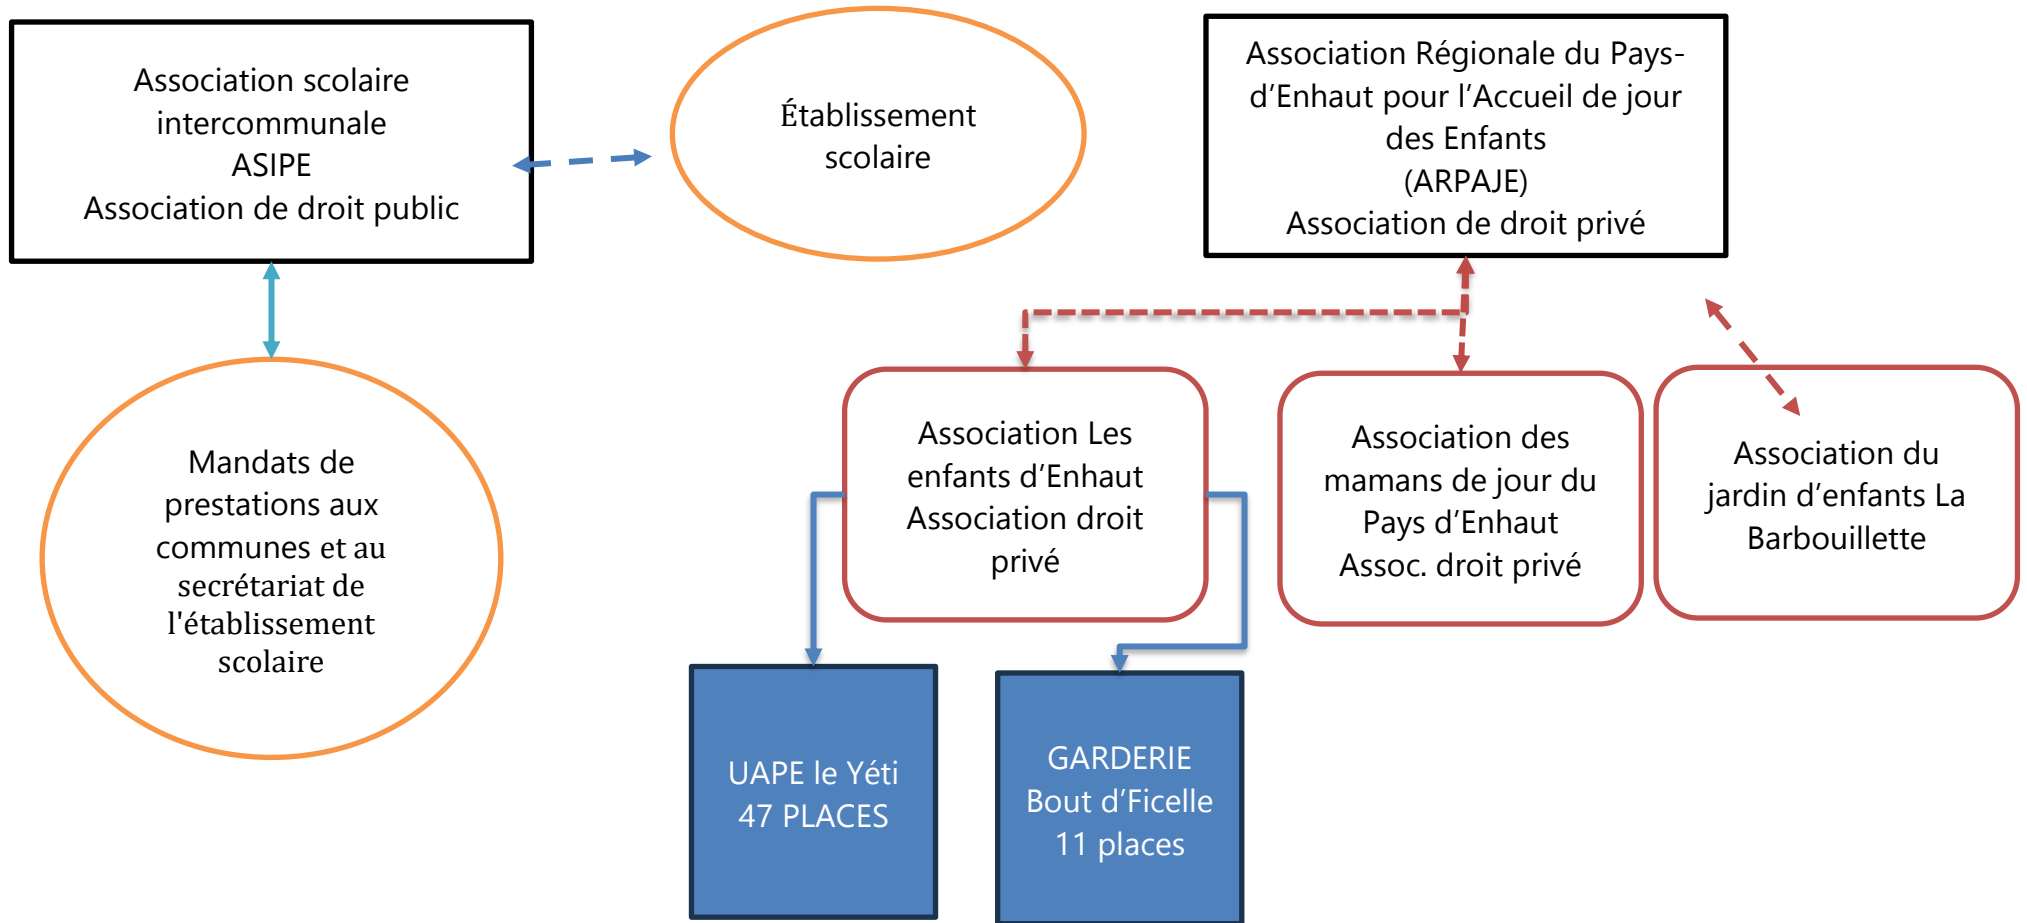 Association scolaire
intercommunale
ASIPE
Association de droit public
Établissement
scolaire
Association Régionale du Pays-
d’Enhaut pour l’Accueil de jour
des Enfants
(ARPAJE)
Association de droit privé
Mandats de
prestations aux
communes et au
secrétariat de
l'établissement
scolaire
Association Les
enfants d’Enhaut
Association droit
privé
Association des
mamans de jour du
Pays d’Enhaut
Assoc. droit privé
Association du
jardin d’enfants La
Barbouillette
UAPE le Yéti
47 PLACES
GARDERIE
Bout d’Ficelle
11 places